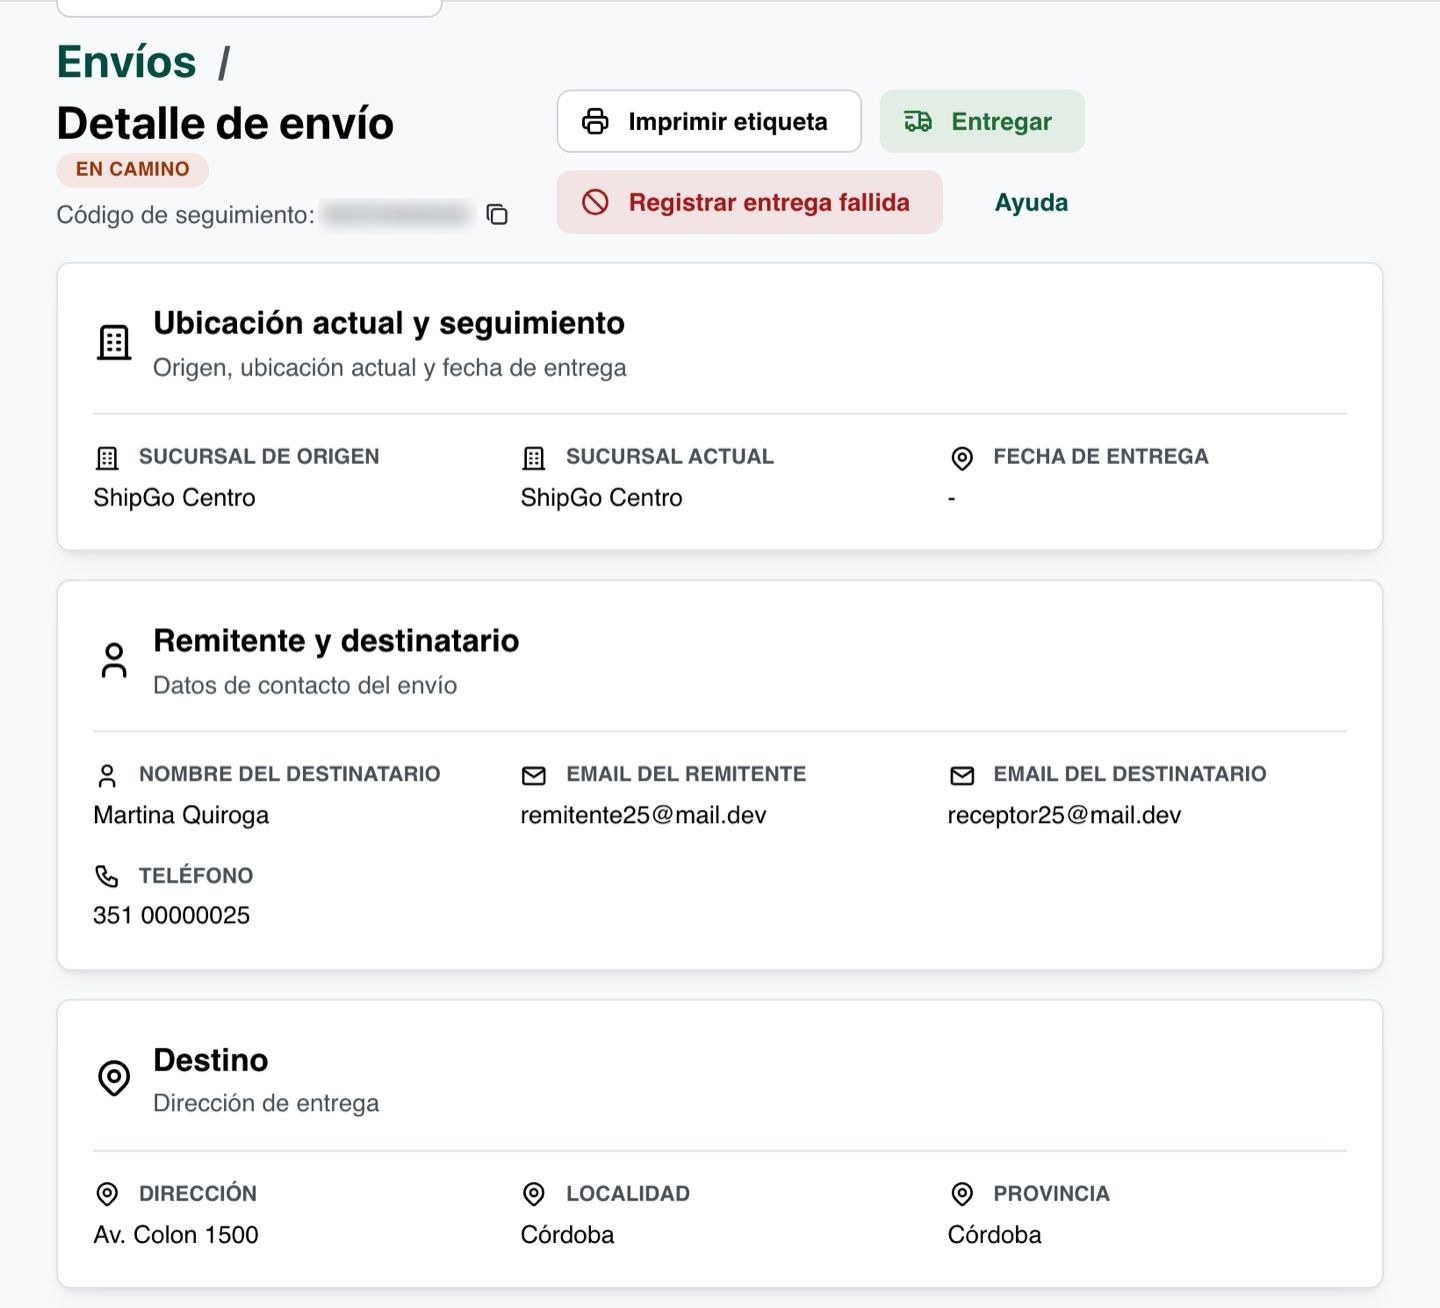 Envíos /
Detalle de envío
EN CAMINO
Código de seguimiento:
Imprimir etiqueta
Entregar
Registrar entrega fallida
Ayuda
Ubicación actual y seguimiento
Origen, ubicación actual y fecha de entrega
SUCURSAL DE ORIGEN
ShipGo Centro
SUCURSAL ACTUAL
ShipGo Centro
FECHA DE ENTREGA
-
Remitente y destinatario
Datos de contacto del envío
NOMBRE DEL DESTINATARIO
Martina Quiroga
EMAIL DEL REMITENTE
remitente25@mail.dev
EMAIL DEL DESTINATARIO
receptor25@mail.dev
TELÉFONO
351 00000025
Destino
Dirección de entrega
DIRECCIÓN
Av. Colon 1500
LOCALIDAD
Córdoba
PROVINCIA
Córdoba